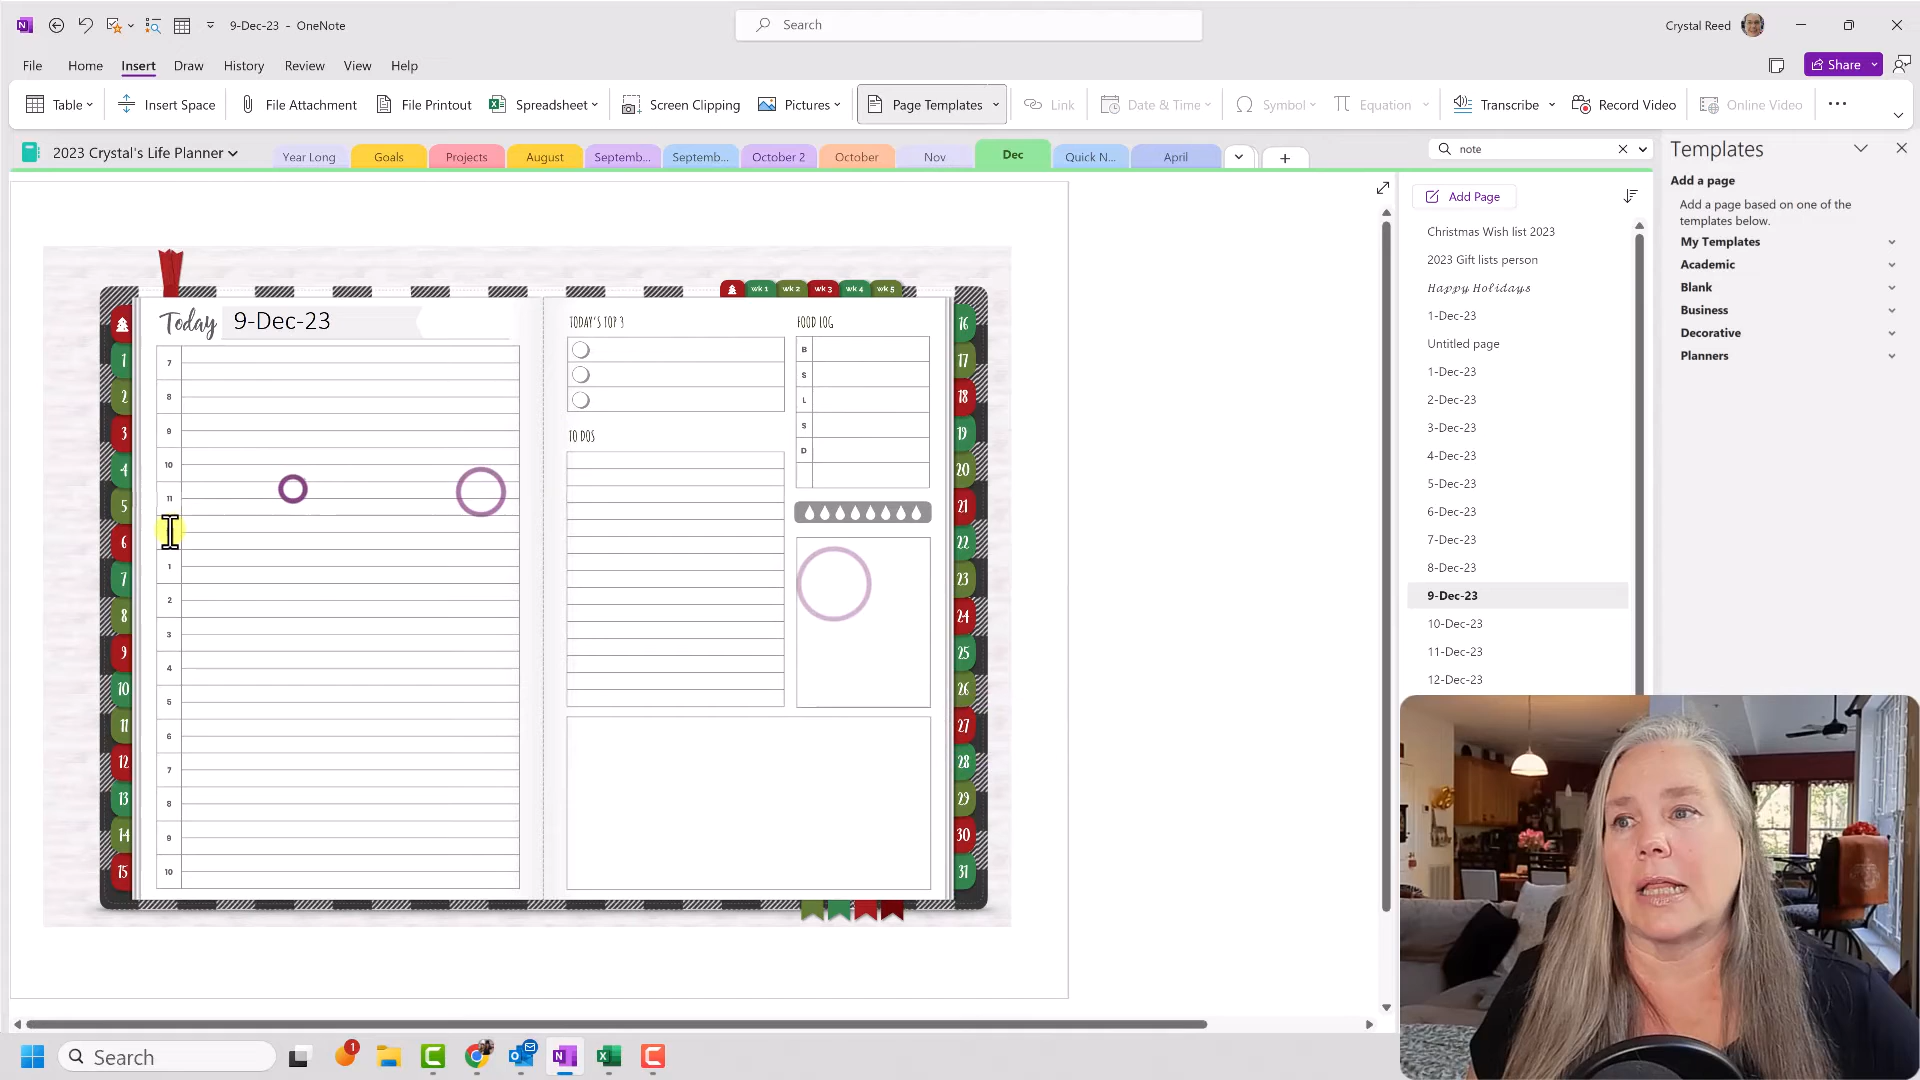 9-Dec-23 - OneNote
Search
Crystal Reed
File Home Insert Draw History Review View Help
Share
Table Insert Space File Attachment File Printout Spreadsheet Screen Clipping Pictures Page Templates Link Date & Time Symbol Equation Transcribe Record Video Online Video
2023 Crystal's Life Planner
Year Long Goals Projects August Septemb... Septemb... October 2 October Nov Dec Quick N... April
note
Templates
Add a page
Add a page based on one of the
templates below.
My Templates
Academic
Blank
Business
Decorative
Planners
Add Page
Christmas Wish list 2023
2023 Gift lists person
Happy Holidays
1-Dec-23
Untitled page
1-Dec-23
2-Dec-23
3-Dec-23
4-Dec-23
5-Dec-23
6-Dec-23
7-Dec-23
8-Dec-23
9-Dec-23
10-Dec-23
11-Dec-23
12-Dec-23
wk 1 wk 2 wk 3 wk 4 wk 5
Today 9-Dec-23
1
2
3
4
5
6
7
8
9
10
11
12
13
14
15
7
8
9
10
11
1
2
3
4
5
6
7
8
9
10
TODAY'S TOP 3
TO DOS
FOOD LOG
B
S
L
S
D
16
17
18
19
20
21
22
23
24
25
26
27
28
29
30
31
Search
1